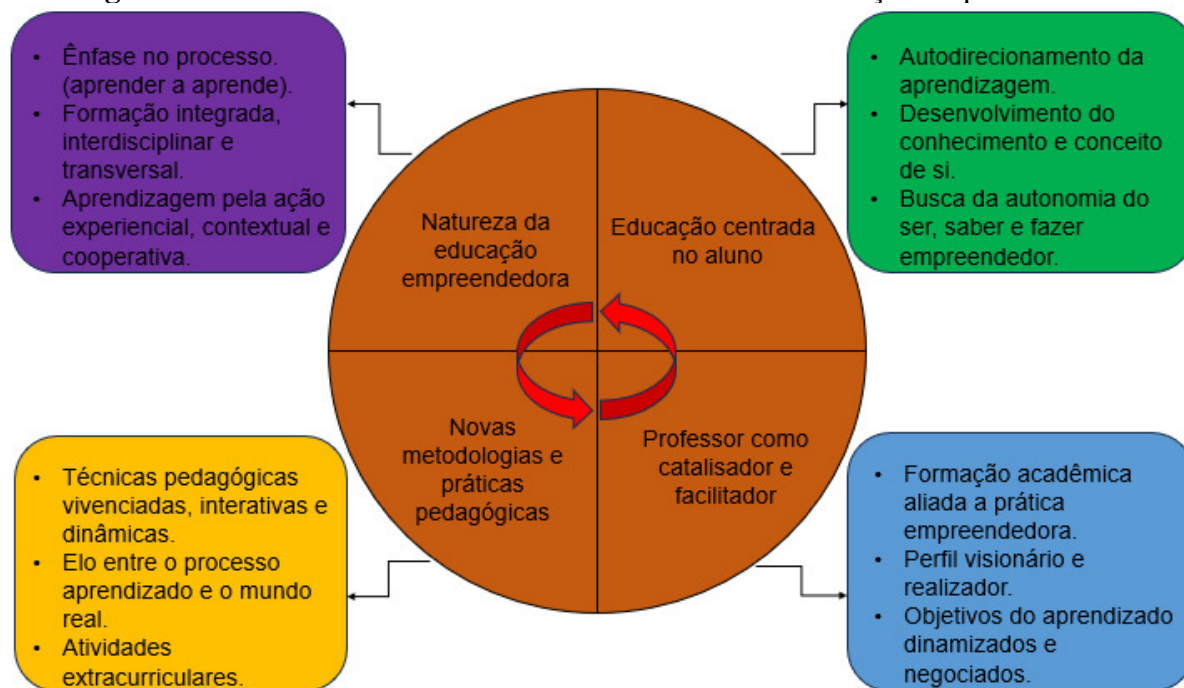 • Ênfase no processo.
(aprender a aprende).
• Formação integrada,
interdisciplinar e
transversal.
• Aprendizagem pela ação
experiencial, contextual e
cooperativa.
• Autodirecionamento da
aprendizagem.
• Desenvolvimento do
conhecimento e conceito
de si.
• Busca da autonomia do
ser, saber e fazer
empreendedor.
Natureza da
educação
empreendedora
Educação centrada
no aluno
Novas
metodologias e
práticas
pedagógicas
Professor como
catalisador e
facilitador
• Técnicas pedagógicas
vivenciadas, interativas e
dinâmicas.
• Elo entre o processo
aprendizado e o mundo
real.
• Atividades
extracurriculares.
• Formação acadêmica
aliada a prática
empreendedora.
• Perfil visionário e
realizador.
• Objetivos do aprendizado
dinamizados e
negociados.